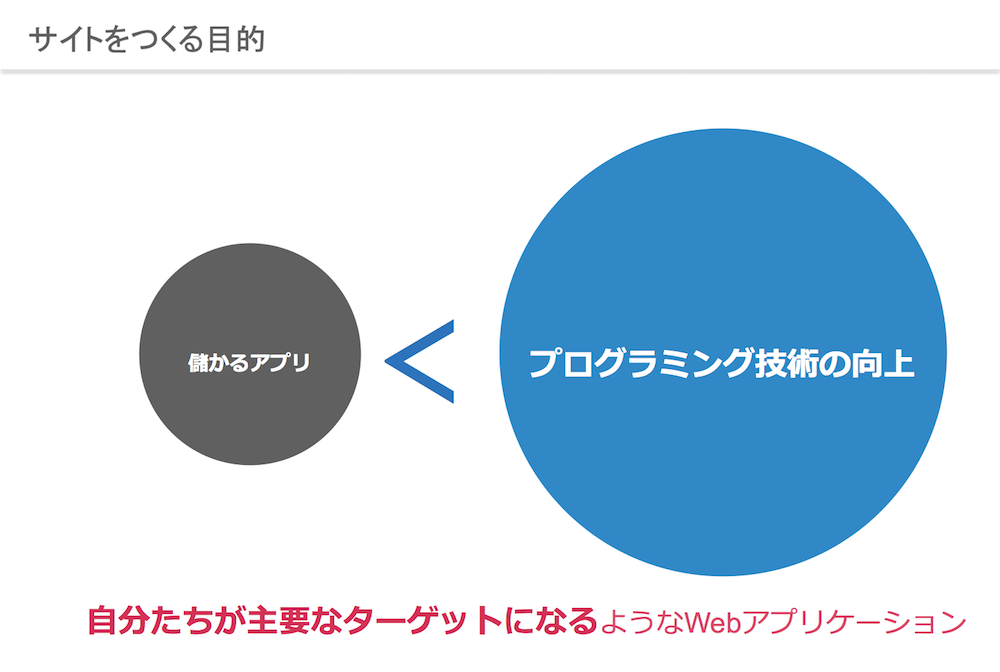 サイトをつくる目的
儲かるアプリ
<
プログラミング技術の向上
自分たちが主要なターゲットになるようなWebアプリケーション